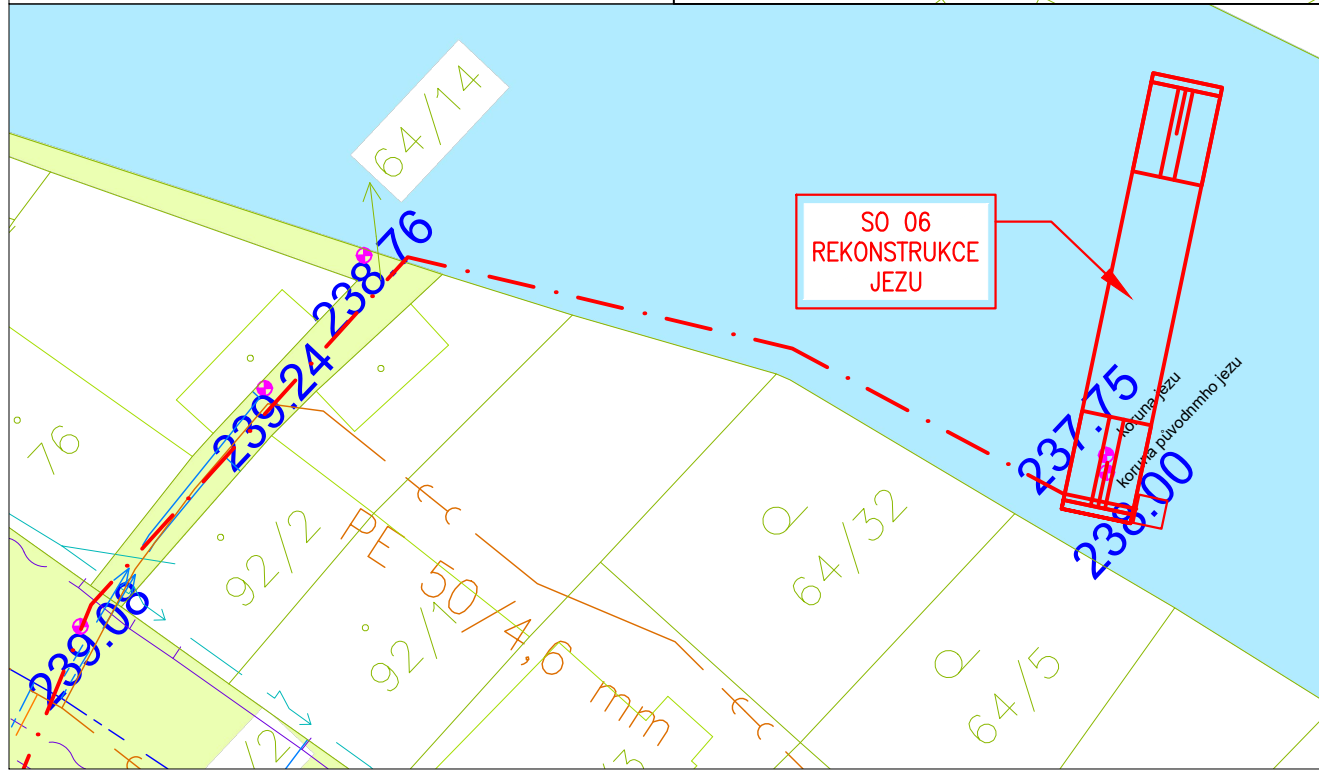 64/14
238.76
SO 06
REKONSTRUKCE
JEZU
239.24
237.75
koruna jezu
koruna původnmho jezu
238.00
76
92/2
PE 50/4,6 mm
92/1
64/32
64/5
239.08